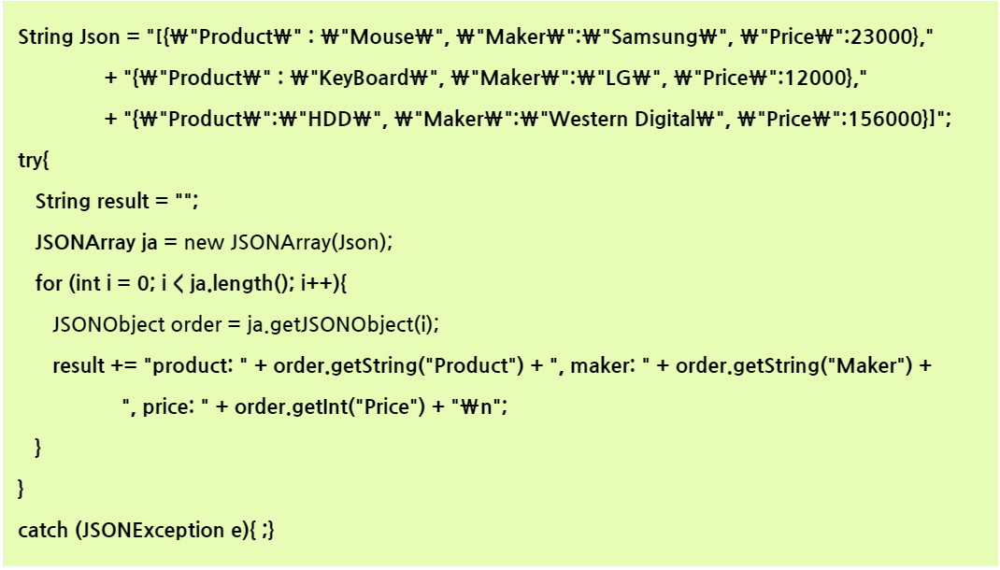 String Json = "[{₩"Product₩" : ₩"Mouse₩", ₩"Maker₩":₩"Samsung₩", ₩"Price₩":23000},"
+ "{₩"Product₩" : ₩"KeyBoard₩", ₩"Maker₩":₩"LG₩", ₩"Price₩":12000},"
+ "{₩"Product₩":₩"HDD₩", ₩"Maker₩":₩"Western Digital₩", ₩"Price₩":156000}]";
try{
String result = "";
JSONArray ja = new JSONArray(Json);
for (int i = 0; i < ja.length(); i++){
JSONObject order = ja.getJSONObject(i);
result += "product: " + order.getString("Product") + ", maker: " + order.getString("Maker") +
", price: " + order.getInt("Price") + "₩n";
}
}
catch (JSONException e){ ;}